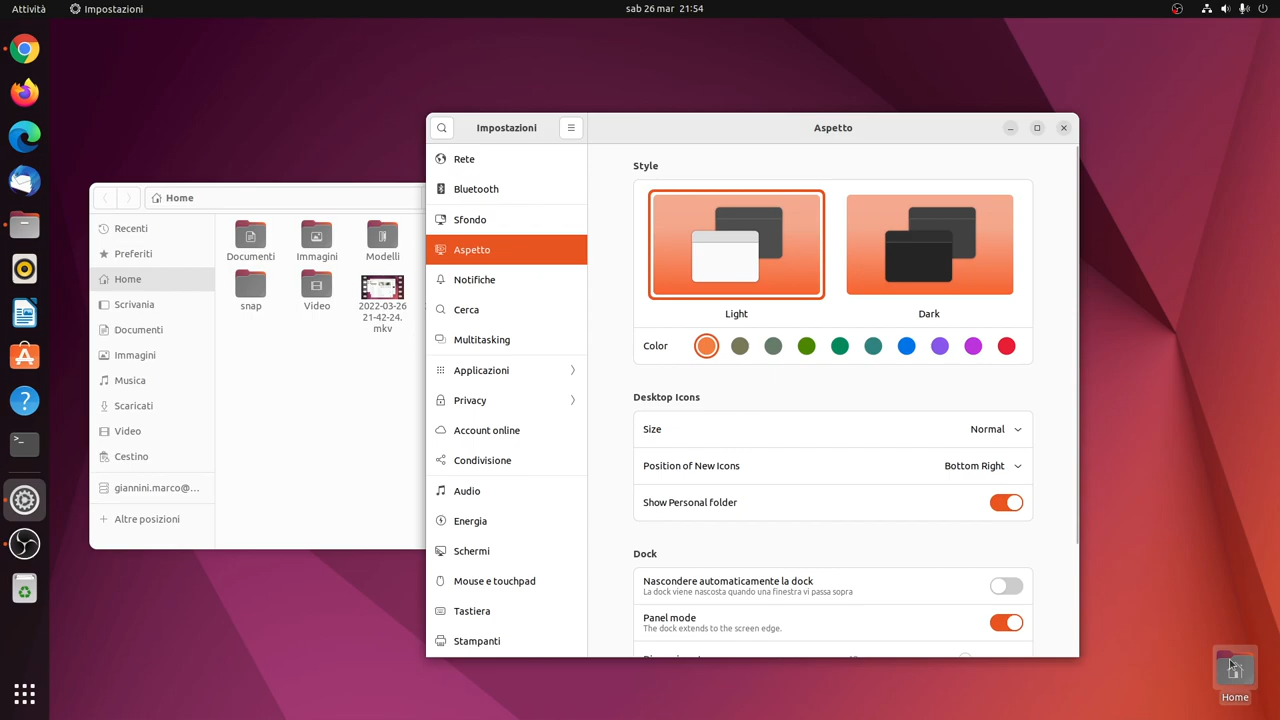 Attività
Impostazioni
sab 26 mar 21:54
Home
Recenti
Preferiti
Home
Scrivania
Documenti
Immagini
Musica
Scaricati
Video
Cestino
giannini.marco@...
Altre posizioni
Documenti
Immagini
Modelli
snap
Video
2022-03-26
21-42-24.
mkv
Impostazioni
Rete
Bluetooth
Sfondo
Aspetto
Notifiche
Cerca
Multitasking
Applicazioni
Privacy
Account online
Condivisione
Audio
Energia
Schermi
Mouse e touchpad
Tastiera
Stampanti
Aspetto
Style
Light
Dark
Color
Desktop Icons
Size
Normal
Position of New Icons
Bottom Right
Show Personal folder
Dock
Nascondere automaticamente la dock
La dock viene nascosta quando una finestra vi passa sopra
Panel mode
The dock extends to the screen edge.
Home